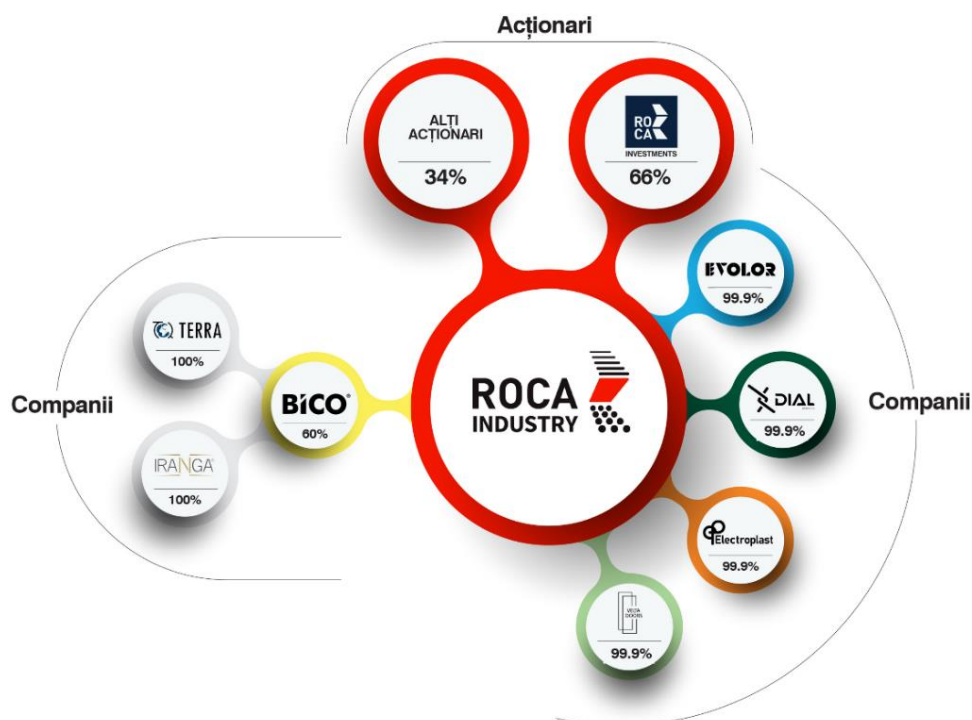 Acționari
ALȚI
ACȚIONARI
34%
RO
CA
INVESTMENTS
66%
EVOLOR
99.9%
TERRA
100%
Companii
BiCO®
60%
ROCA
INDUSTRY
DIAL
99.9%
Companii
IRANGA®
100%
Electroplast
99.9%
DOORS
99.9%